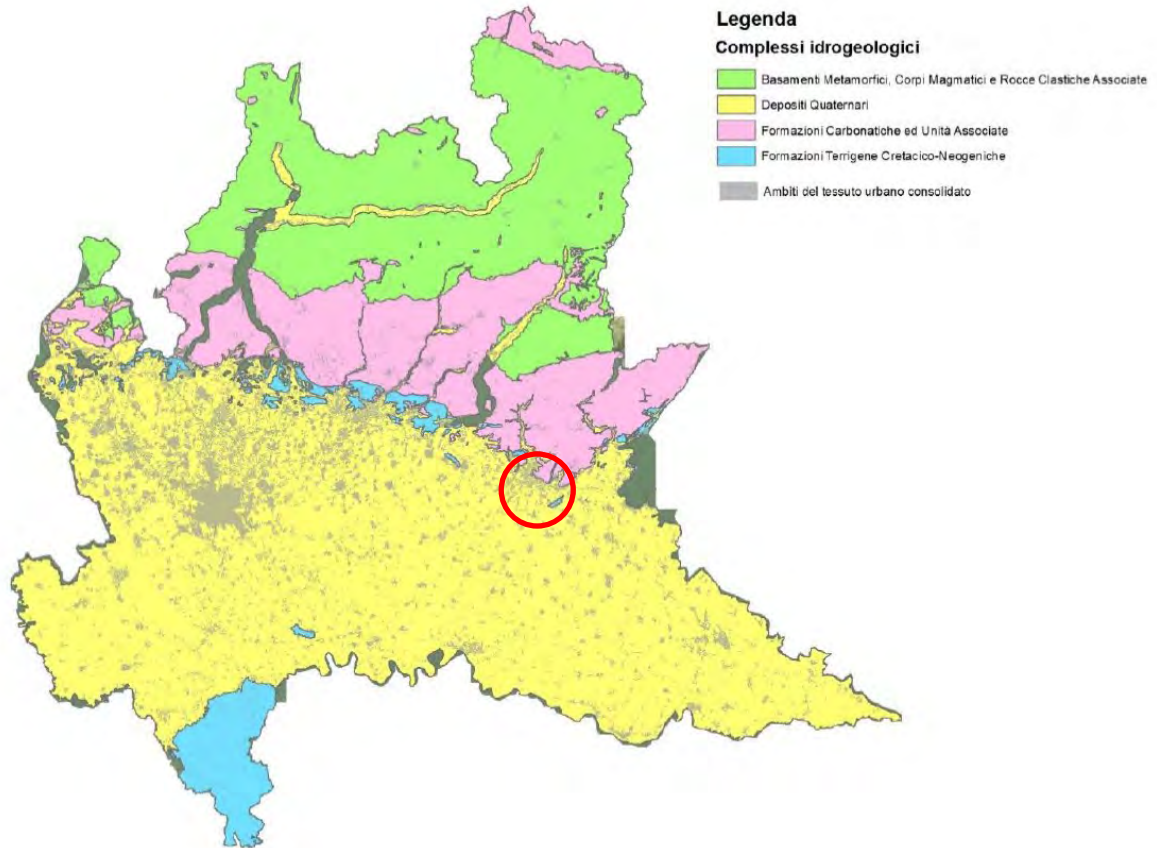 Legenda
Complessi idrogeologici
Basamenti Metamorfici, Corpi Magmatici e Rocce Clastiche Associate
Depositi Quaternari
Formazioni Carbonatiche ed Unità Associate
Formazioni Terrigene Cretacico-Neogeniche
Ambiti del tessuto urbano consolidato